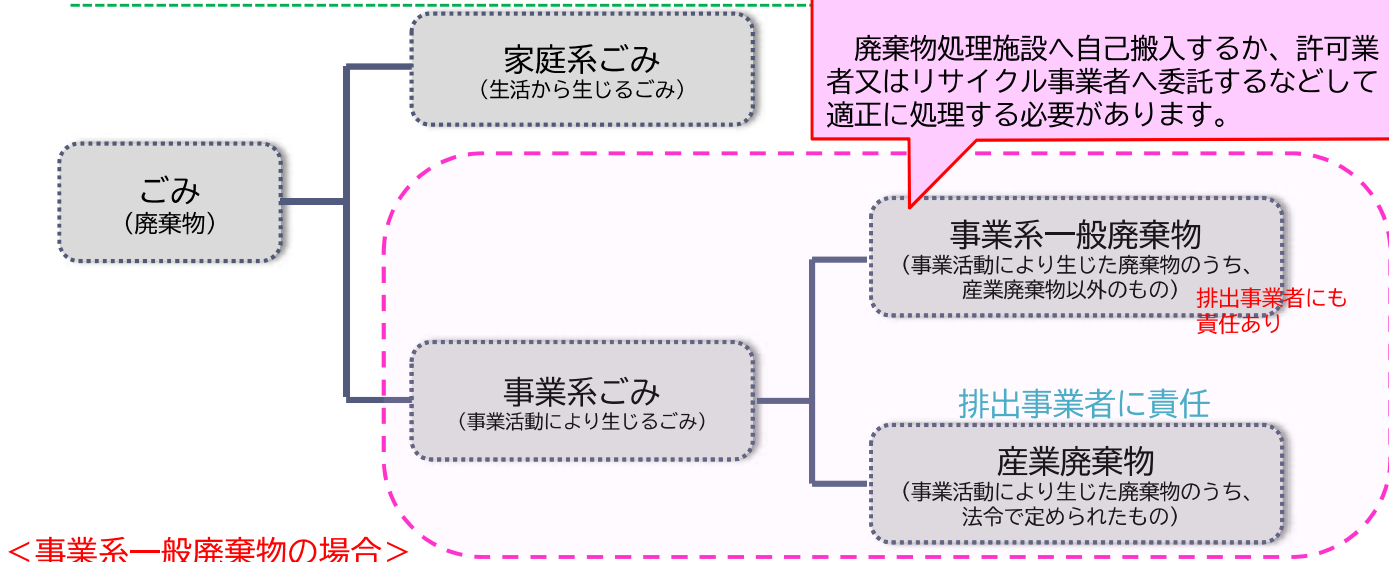 廃棄物処理施設へ自己搬入するか、許可業
者又はリサイクル事業者へ委託するなどして
適正に処理する必要があります。
家庭系ごみ
（生活から生じるごみ）
ごみ
（廃棄物）
事業系一般廃棄物
（事業活動により生じた廃棄物のうち、
産業廃棄物以外のもの）
排出事業者にも
責任あり
事業系ごみ
（事業活動により生じるごみ）
排出事業者に責任
産業廃棄物
（事業活動により生じた廃棄物のうち、
法令で定められたもの）
＜事業系一般廃棄物の場合＞